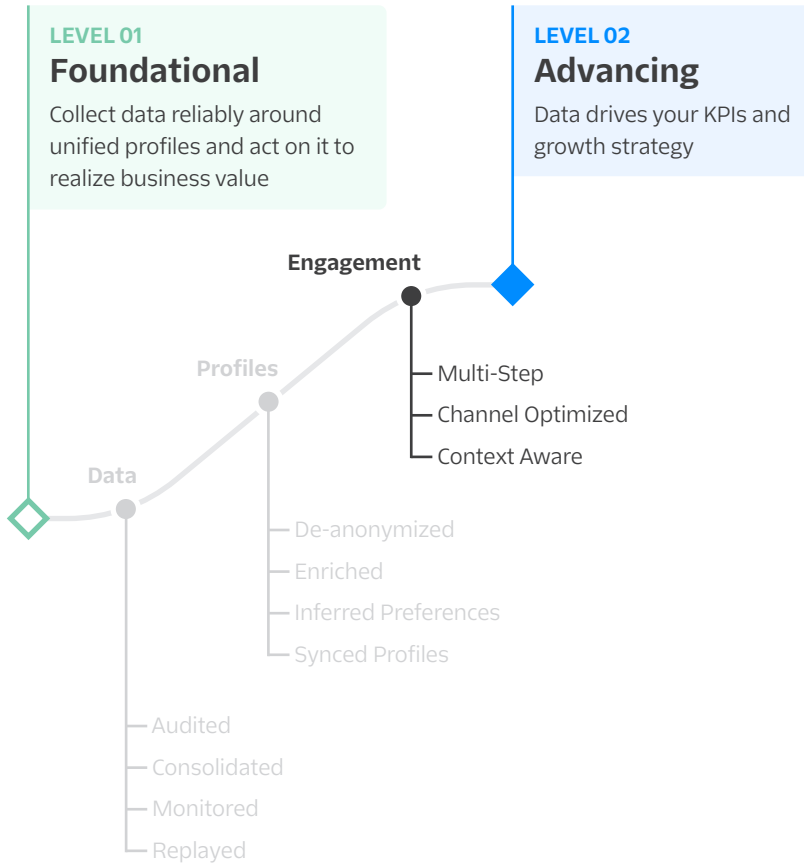 LEVEL 01
Foundational
Collect data reliably around
unified profiles and act on it to
realize business value
LEVEL 02
Advancing
Data drives your KPIs and
growth strategy
Engagement
Multi-Step
Channel Optimized
Context Aware
Profiles
De-anonymized
Enriched
Inferred Preferences
Synced Profiles
Data
Audited
Consolidated
Monitored
Replayed